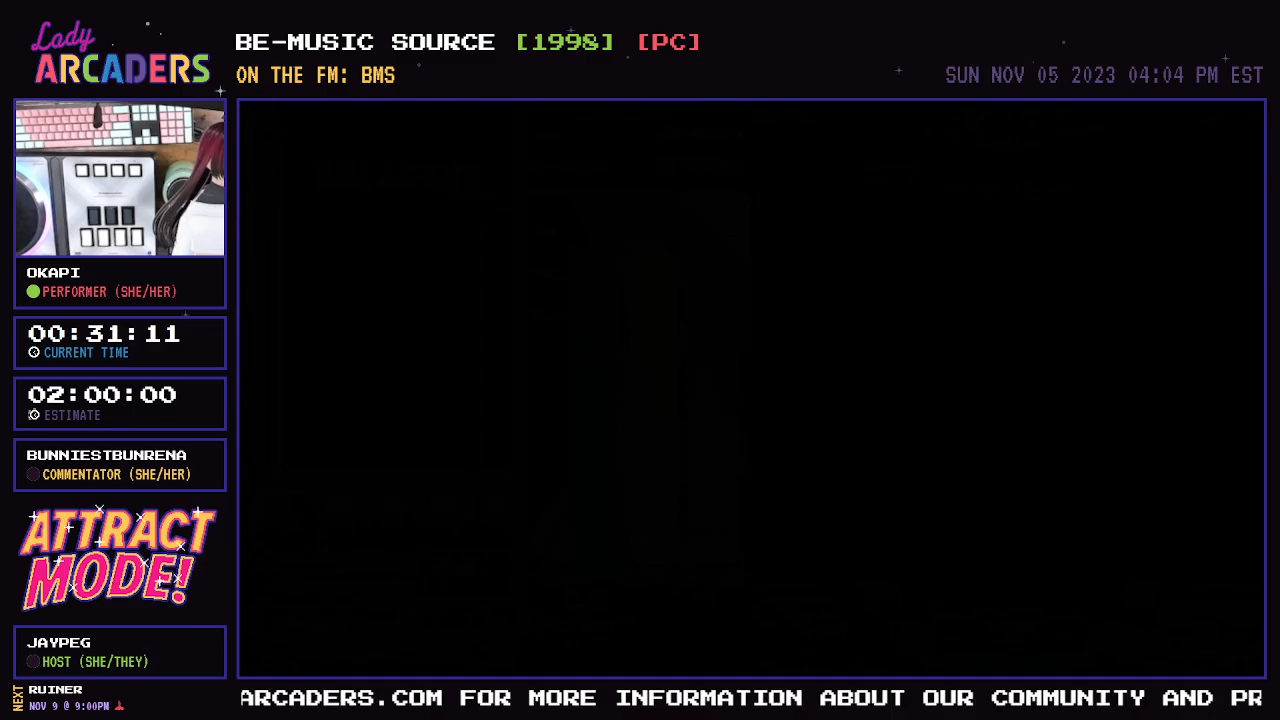 Lady
ARCADERS
BE-MUSIC SOURCE [1998] [PC]
ON THE FM: BMS
SUN NOV 05 2023 04:04 PM EST
OKAPI
PERFORMER (SHE/HER)
00:31:11
CURRENT TIME
02:00:00
ESTIMATE
BUNNIESTBUNRENA
COMMENTATOR (SHE/HER)
ATTRACT
MODE!
JAYPEG
HOST (SHE/THEY)
NEXT
RUINER
NOV 9 @ 9:00PM
ARCADERS.COM FOR MORE INFORMATION ABOUT OUR COMMUNITY AND PR